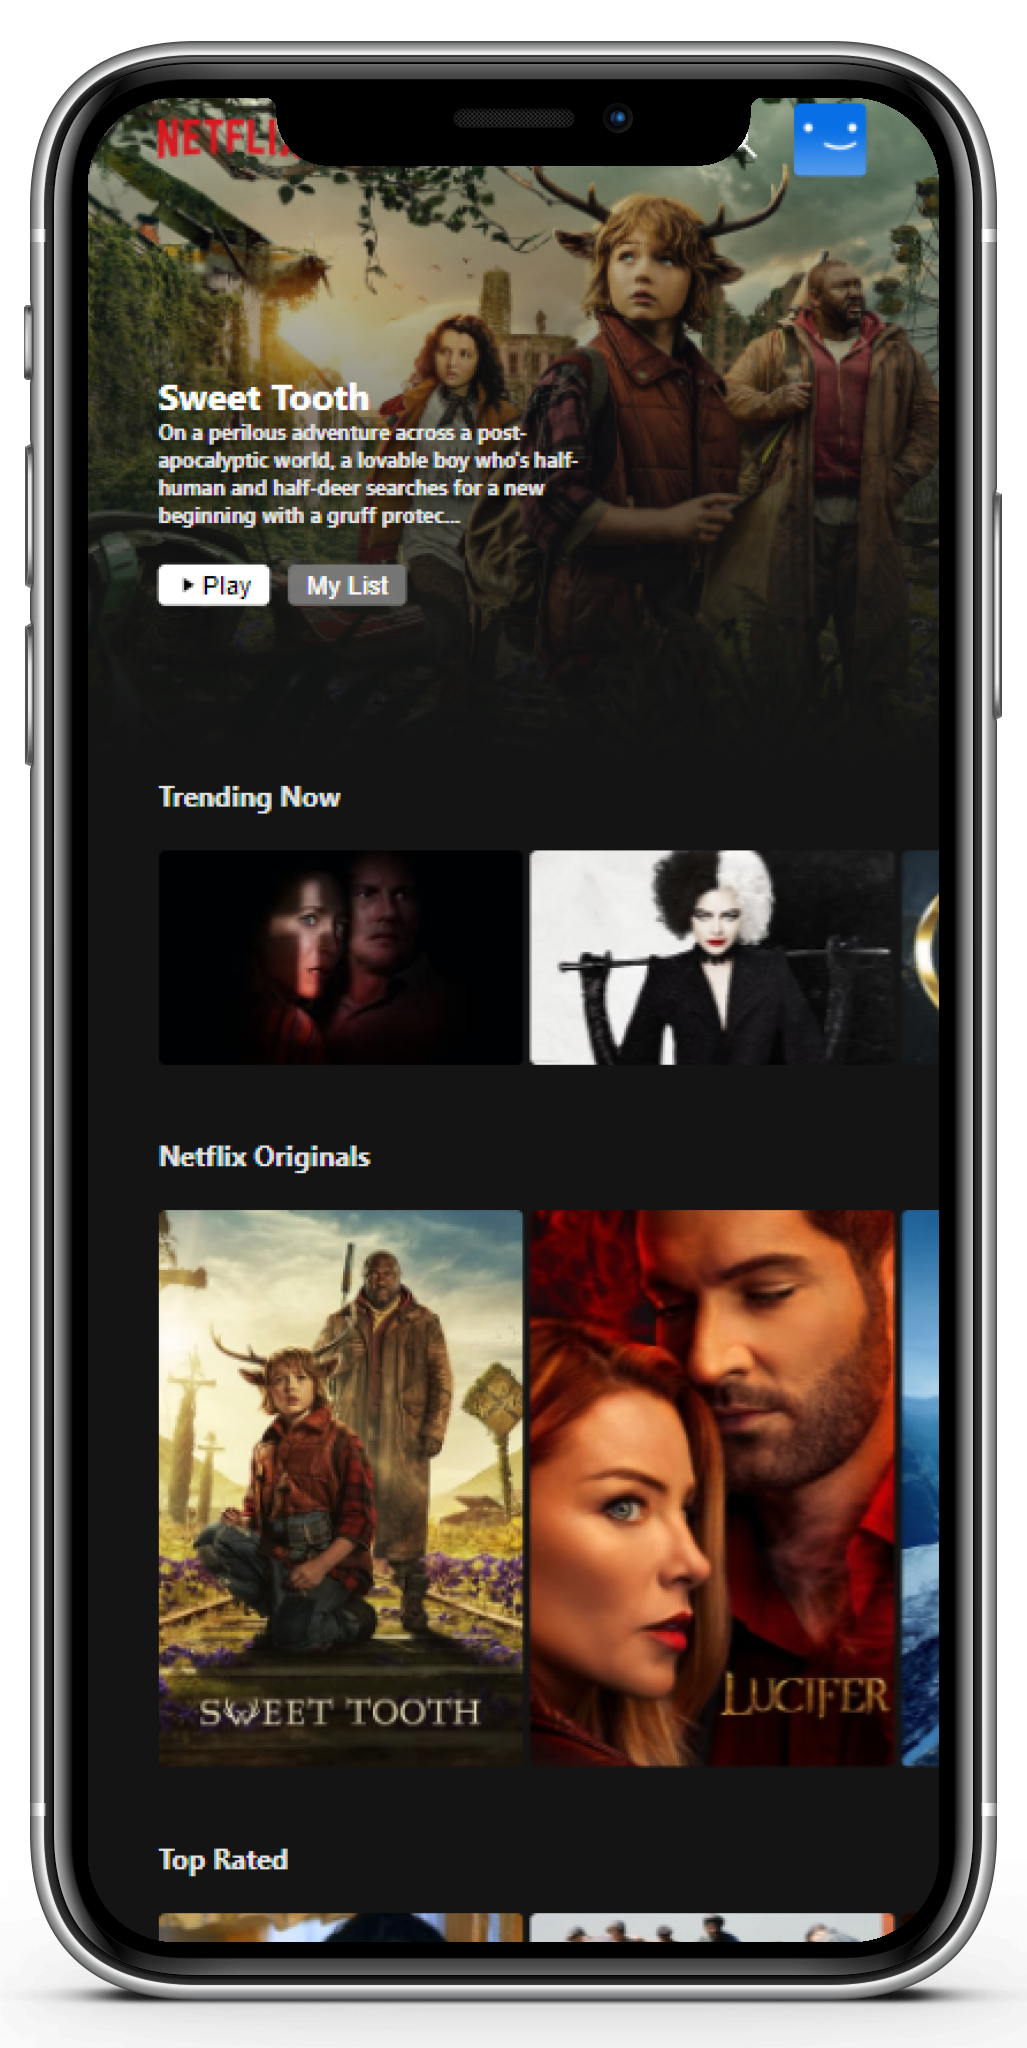 NETFLI
Sweet Tooth
On a perilous adventure across a post-
apocalyptic world, a lovable boy who's half-
human and half-deer searches for a new
beginning with a gruff protec...
Play
My List
Trending Now
Netflix Originals
SWEET TOOTH
LUCIFER
Top Rated